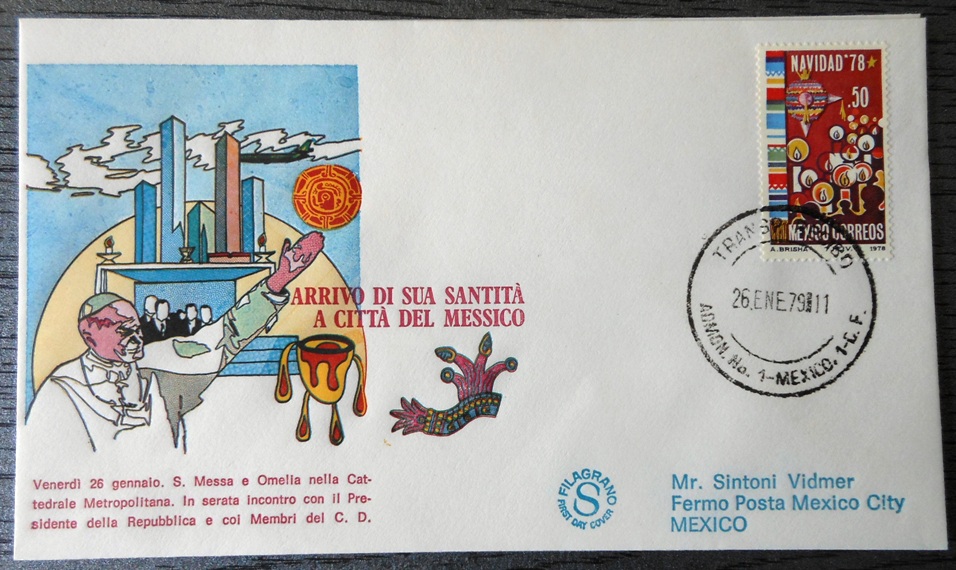 NAVIDAD '78
.50
MEXICO CORREOS
1978
26.ENE.79 11
ADMON. No. 1-MEXICO. 1-D. F.
ARRIVO DI SUA SANTITÀ
A CITTÀ DEL MESSICO
Venerdì 26 gennaio. S. Messa e Omelia nella Cat-
tedrale Metropolitana. In serata incontro con il Pre-
sidente della Repubblica e coi Membri del C. D.
FILAGRANO
S
FIRST DAY COVER
Mr. Sintoni Vidmer
Fermo Posta Mexico City
MEXICO